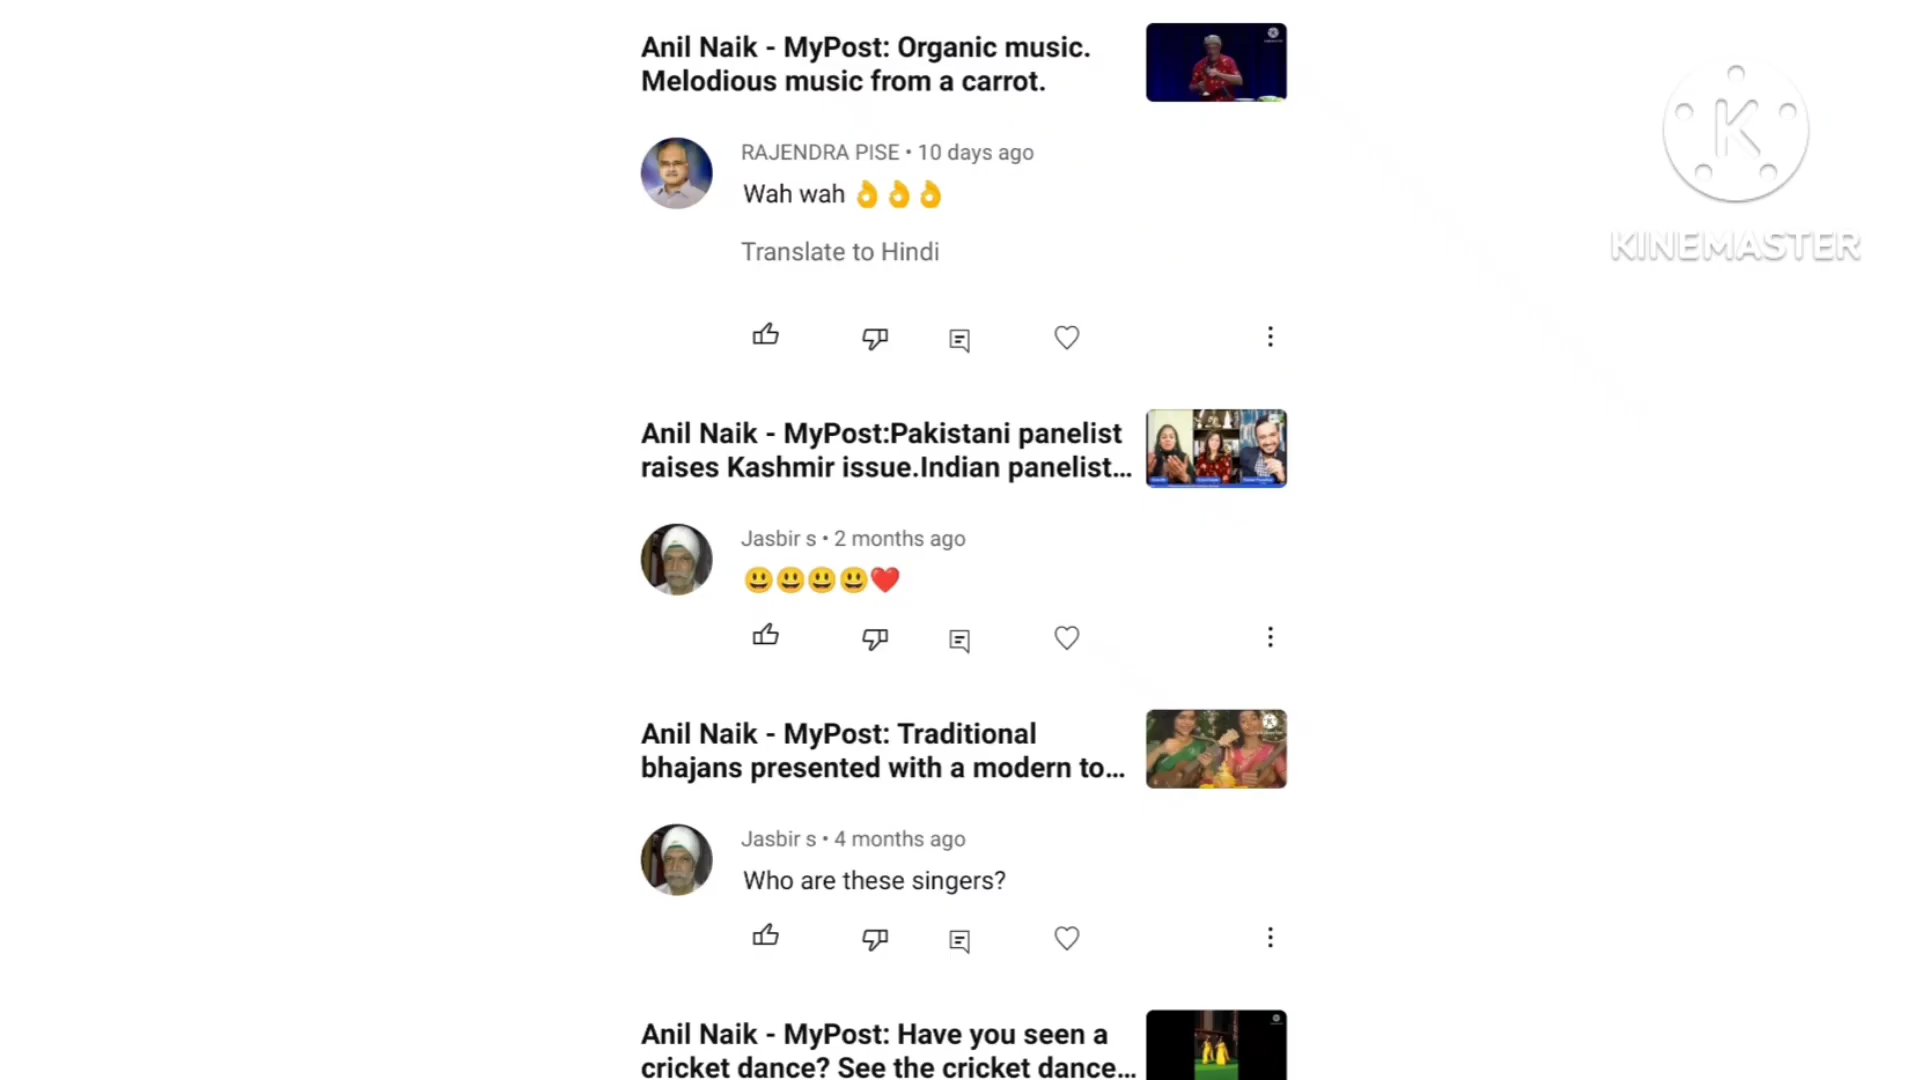 Anil Naik - MyPost: Organic music.
Melodious music from a carrot.
RAJENDRA PISE • 10 days ago
Wah wah 👌👌👌
Translate to Hindi
KINEMASTER
Anil Naik - MyPost:Pakistani panelist
raises Kashmir issue.Indian panelist...
Jasbir s • 2 months ago
😃😃😃😃❤️
Anil Naik - MyPost: Traditional
bhajans presented with a modern to...
Jasbir s • 4 months ago
Who are these singers?
Anil Naik - MyPost: Have you seen a
cricket dance? See the cricket dance...